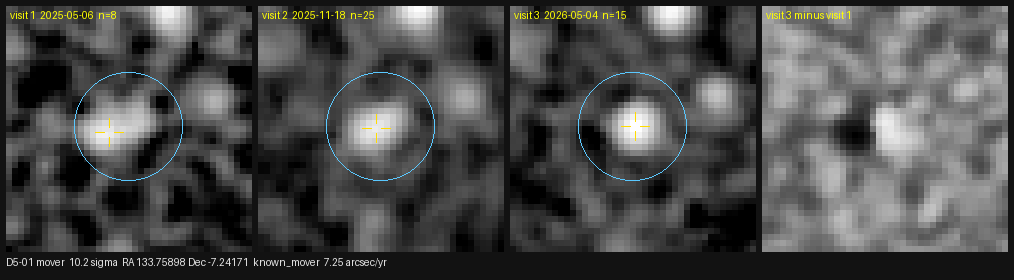 visit 1 2025-05-06 n=8
visit 2 2025-11-18 n=25
visit 3 2026-05-04 n=15
visit 3 minus visit 1
D5-01 mover 10.2 sigma RA 133.75898 Dec -7.24171 known_mover 7.25 arcsec/yr